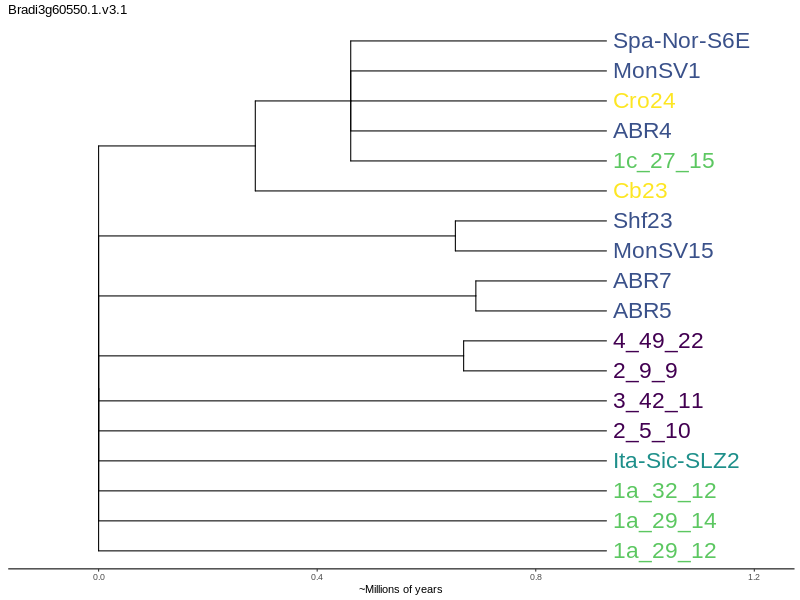 Bradi3g60550.1.v3.1
Spa-Nor-S6E
MonSV1
Cro24
ABR4
1c_27_15
Cb23
Shf23
MonSV15
ABR7
ABR5
4_49_22
2_9_9
3_42_11
2_5_10
Ita-Sic-SLZ2
1a_32_12
1a_29_14
1a_29_12
0.0 0.4 0.8 1.2
~Millions of years